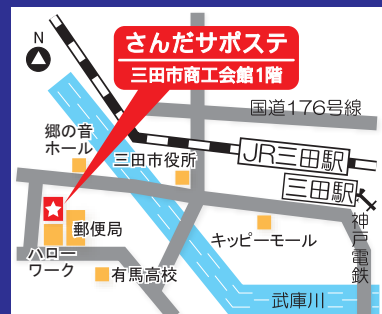 さんだサポステ
三田市商工会館1階
N
国道176号線
郷の音
ホール
三田市役所
JR三田駅
三田駅
神戸電鉄
郵便局
ハロー
ワーク
キッピーモール
有馬高校
武庫川